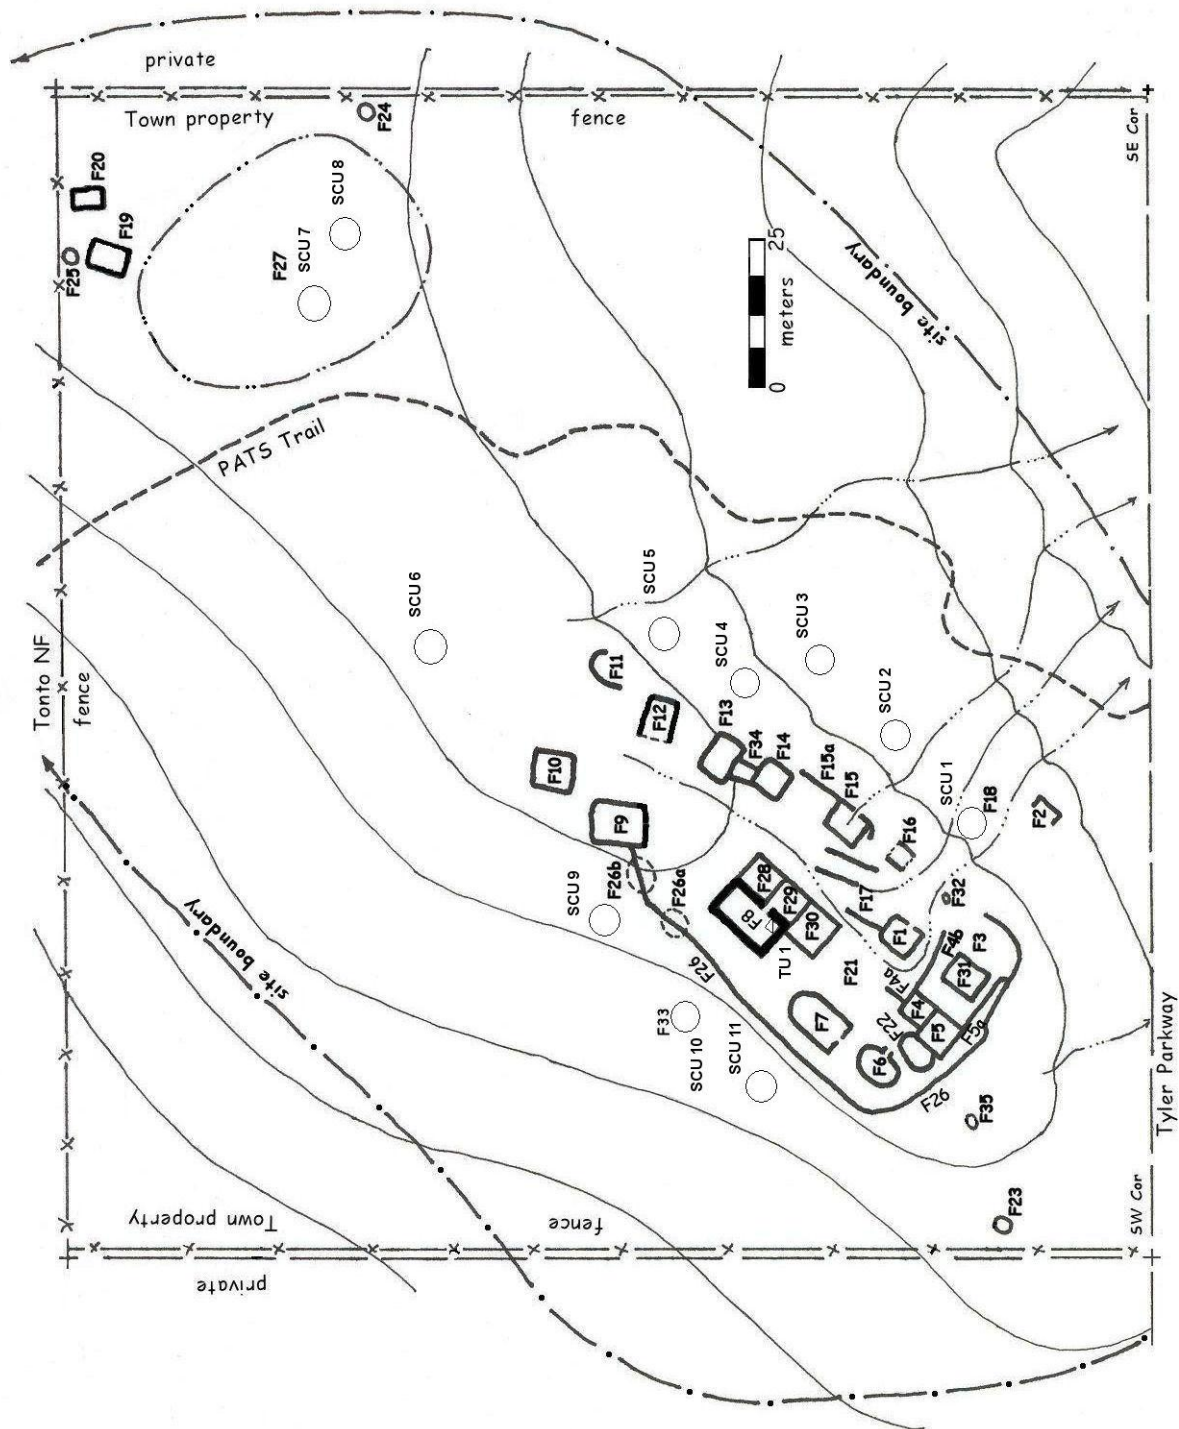 private
Town property
fence
F24
F20
F19
F25
SCU 8
SCU 7
F27
SE Cor
site boundary
25
meters
0
PATS Trail
Tonto NF
fence
SCU 6
SCU 5
SCU 4
SCU 3
SCU 2
SCU 1
F11
F12
F13
F34
F14
F10
F15a
F15
F9
F16
F18
F2
F26b
F26a
SCU 9
F28
F29
F8
F30
TU 1
F17
F32
F1
F21
F26
F4b
F3
F4a
F31
F4
F22
F5
F5a
F7
F6
F33
SCU 10
SCU 11
F26
F35
F23
site boundary
Town property
fence
private
SW Cor
Tyler Parkway